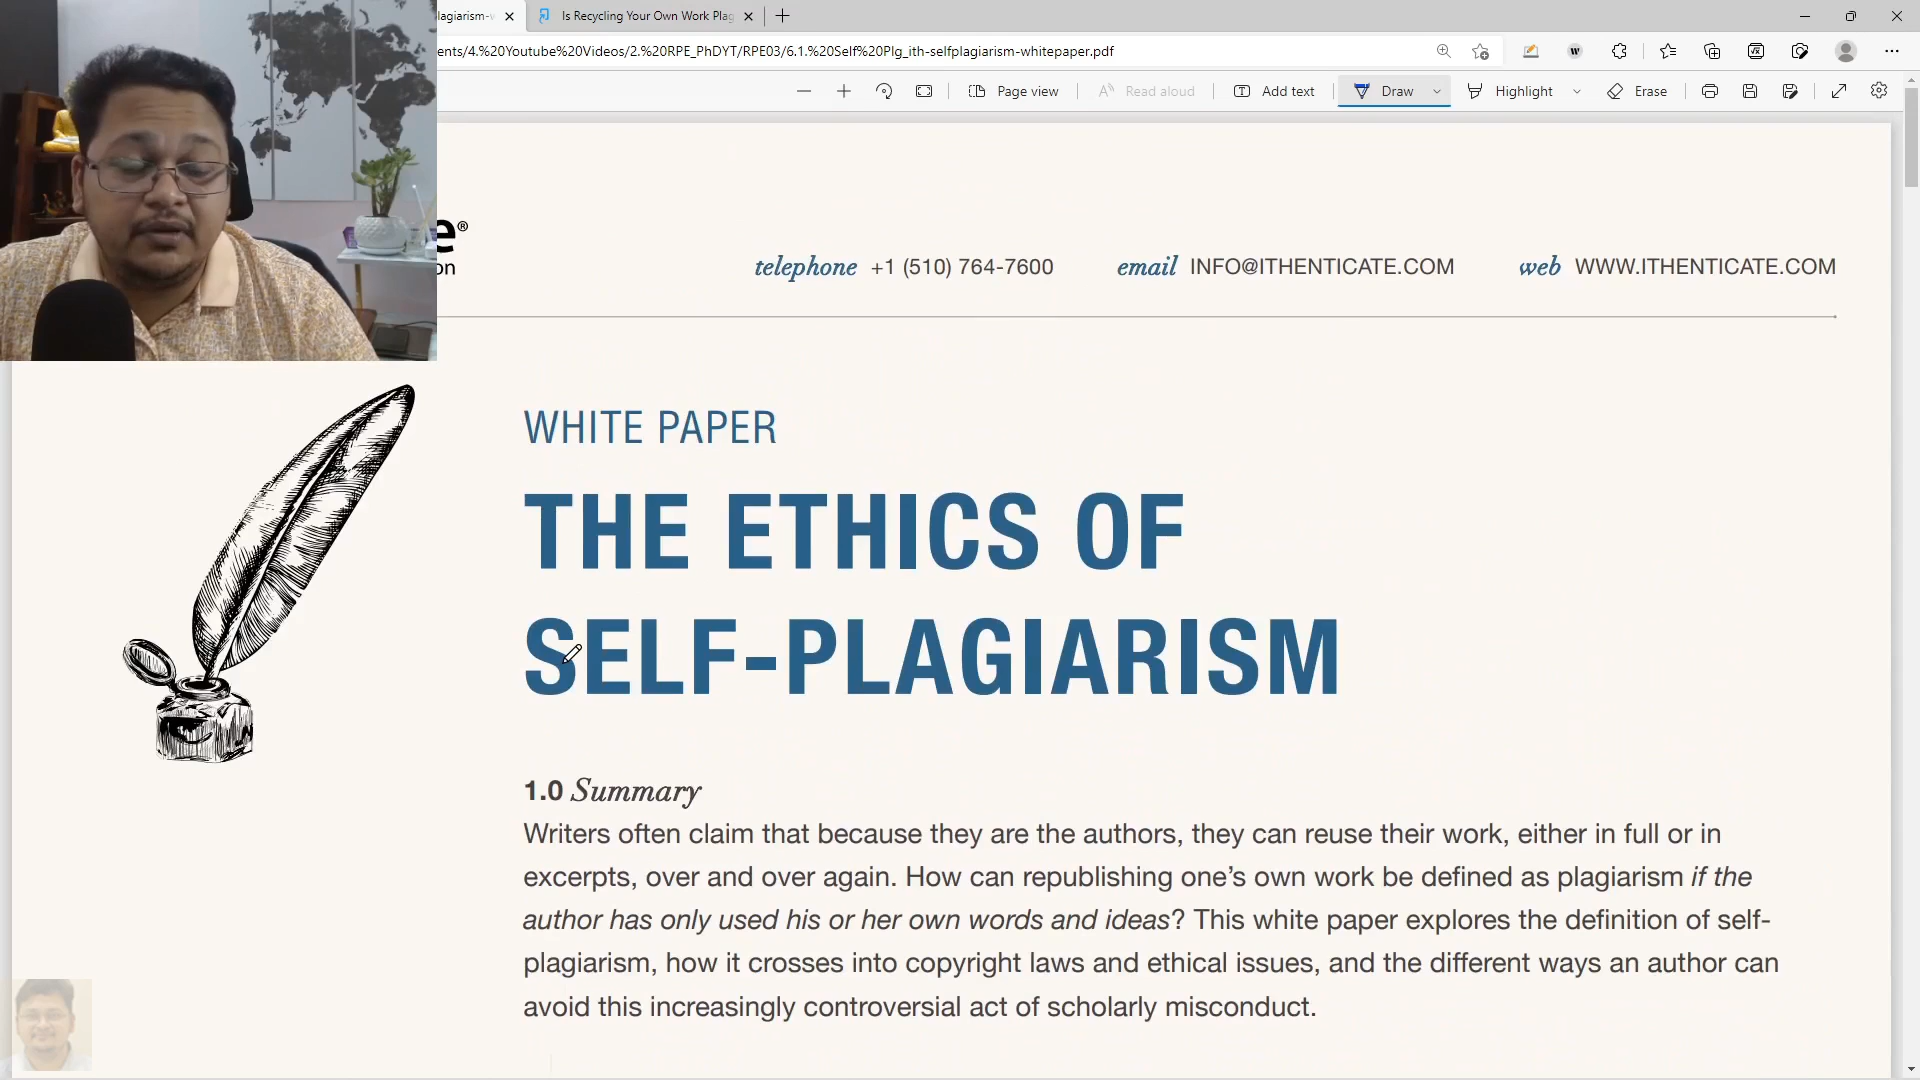 lagiarism-w
Is Recycling Your Own Work Plag
ents/4.%20Youtube%20Videos/2.%20RPE_PhDYT/RPE03/6.1.%20Self%20Plg_ith-selfplagiarism-whitepaper.pdf
Page view
Read aloud
Add text
Draw
Highlight
Erase
e®
on
telephone +1 (510) 764-7600 email INFO@ITHENTICATE.COM web WWW.ITHENTICATE.COM
WHITE PAPER
THE ETHICS OF
SELF-PLAGIARISM
1.0 Summary
Writers often claim that because they are the authors, they can reuse their work, either in full or in
excerpts, over and over again. How can republishing one’s own work be defined as plagiarism if the
author has only used his or her own words and ideas? This white paper explores the definition of self-
plagiarism, how it crosses into copyright laws and ethical issues, and the different ways an author can
avoid this increasingly controversial act of scholarly misconduct.